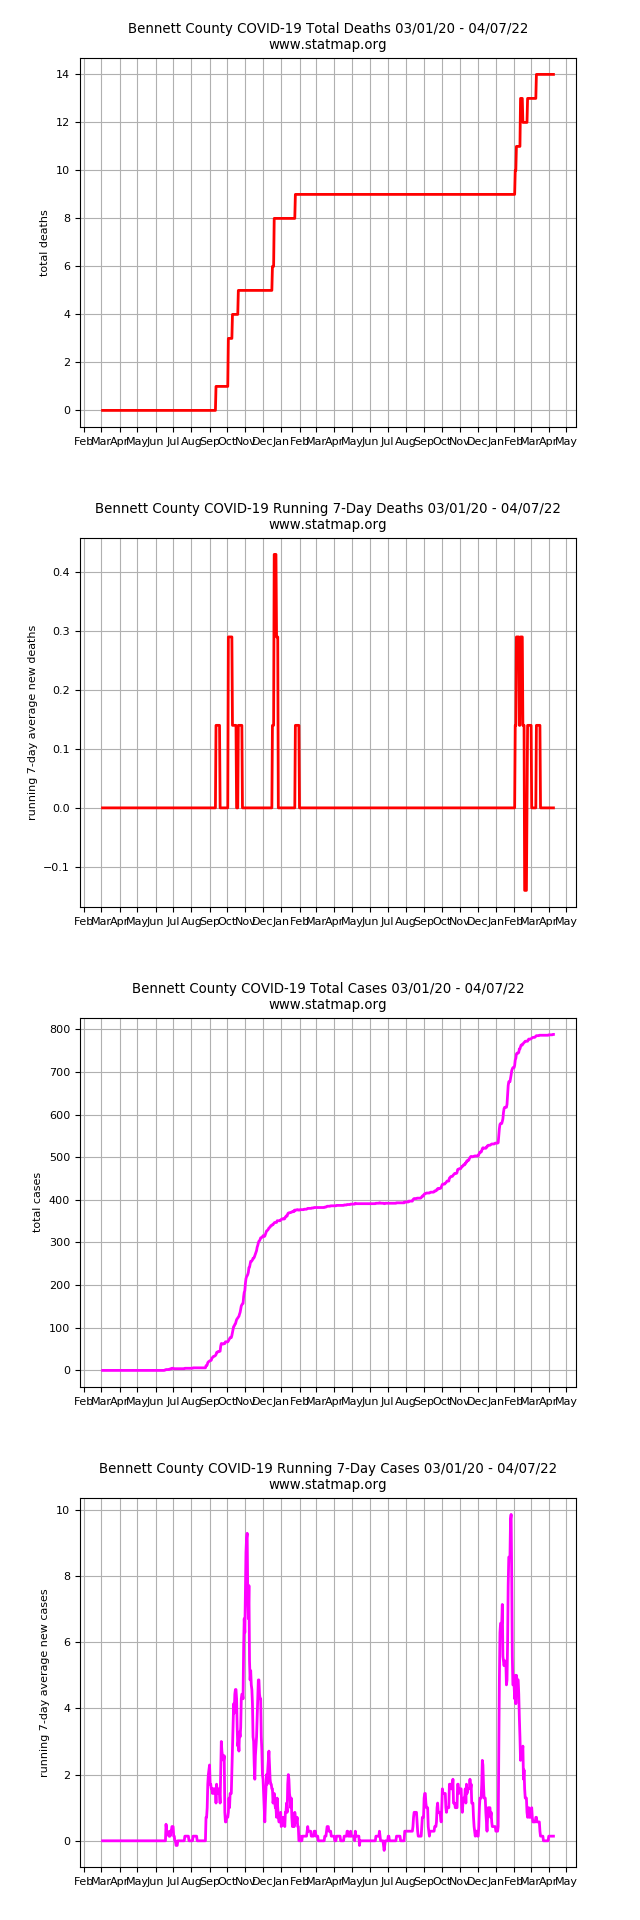 Bennett County COVID-19 Total Deaths 03/01/20 - 04/07/22
www.statmap.org
14
12
10
8
6
4
2
0
total deaths
Feb Mar Apr May Jun Jul Aug Sep Oct Nov Dec Jan Feb Mar Apr May Jun Jul Aug Sep Oct Nov Dec Jan Feb Mar Apr May
Bennett County COVID-19 Running 7-Day Deaths 03/01/20 - 04/07/22
www.statmap.org
0.4
0.3
0.2
0.1
0.0
−0.1
running 7-day average new deaths
Feb Mar Apr May Jun Jul Aug Sep Oct Nov Dec Jan Feb Mar Apr May Jun Jul Aug Sep Oct Nov Dec Jan Feb Mar Apr May
Bennett County COVID-19 Total Cases 03/01/20 - 04/07/22
www.statmap.org
800
700
600
500
400
300
200
100
0
total cases
Feb Mar Apr May Jun Jul Aug Sep Oct Nov Dec Jan Feb Mar Apr May Jun Jul Aug Sep Oct Nov Dec Jan Feb Mar Apr May
Bennett County COVID-19 Running 7-Day Cases 03/01/20 - 04/07/22
www.statmap.org
10
8
6
4
2
0
running 7-day average new cases
Feb Mar Apr May Jun Jul Aug Sep Oct Nov Dec Jan Feb Mar Apr May Jun Jul Aug Sep Oct Nov Dec Jan Feb Mar Apr May